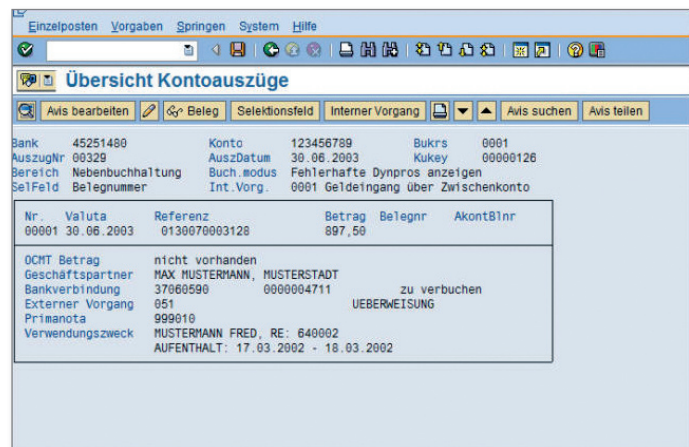 Einzelposten Vorgaben Springen System Hilfe
Übersicht Kontoauszüge
Avis bearbeiten Beleg Selektionsfeld Interner Vorgang Avis suchen Avis teilen
Bank 45251480 Konto 123456789 Bukrs 0001
AuszugNr 00329 AuszDatum 30.06.2003 Kukey 00000126
Bereich Nebenbuchhaltung Buch.modus Fehlerhafte Dynpros anzeigen
SelFeld Belegnummer Int.Vorg. 0001 Geldeingang über Zwischenkonto
Nr. Valuta Referenz Betrag Belegnr AkontBlnr
00001 30.06.2003 0130070003128 897,50
OCMT Betrag nicht vorhanden
Geschäftspartner MAX MUSTERMANN, MUSTERSTADT
Bankverbindung 37060590 0000004711 zu verbuchen
Externer Vorgang 051 UEBERWEISUNG
Primanota 999010
Verwendungszweck MUSTERMANN FRED, RE: 640002
AUFENTHALT: 17.03.2002 - 18.03.2002